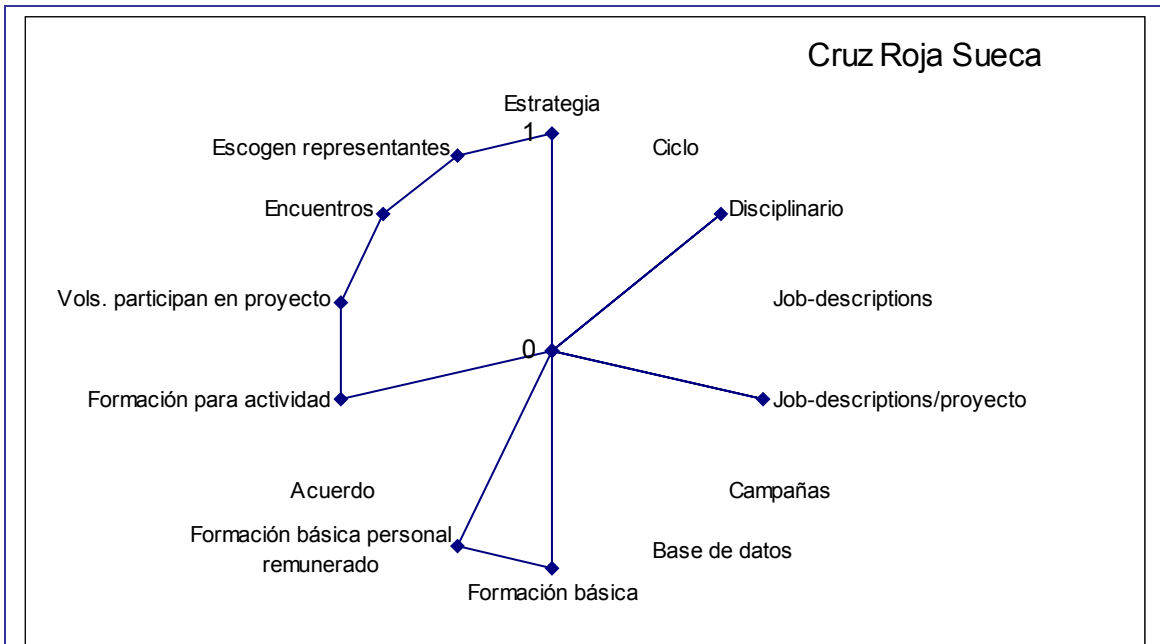 Cruz Roja Sueca
Estrategia
1
Escogen representantes
Ciclo
Encuentros
Disciplinario
Vols. participan en proyecto
Job-descriptions
0
Formación para actividad
Job-descriptions/proyecto
Acuerdo
Campañas
Formación básica personal
remunerado
Base de datos
Formación básica